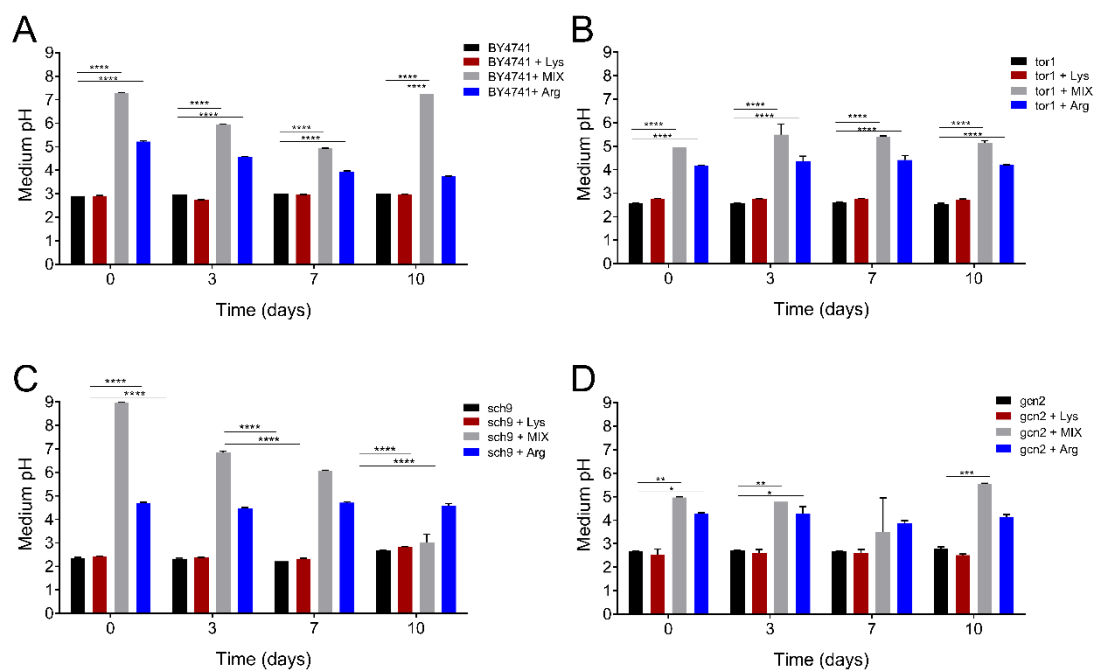 A
BY4741
BY4741 + Lys
BY4741+ MIX
BY4741+ Arg
Medium pH
9
8
7
6
5
4
3
2
1
0
****
****
****
****
****
****
****
****
0
3
7
10
Time (days)
B
tor1
tor1 + Lys
tor1 + MIX
tor1 + Arg
Medium pH
9
8
7
6
5
4
3
2
1
0
****
****
****
****
****
****
****
****
0
3
7
10
Time (days)
C
sch9
sch9 + Lys
sch9 + MIX
sch9 + Arg
Medium pH
9
8
7
6
5
4
3
2
1
0
****
****
****
****
****
****
0
3
7
10
Time (days)
D
gcn2
gcn2 + Lys
gcn2 + MIX
gcn2 + Arg
Medium pH
9
8
7
6
5
4
3
2
1
0
**
*
**
*
***
0
3
7
10
Time (days)